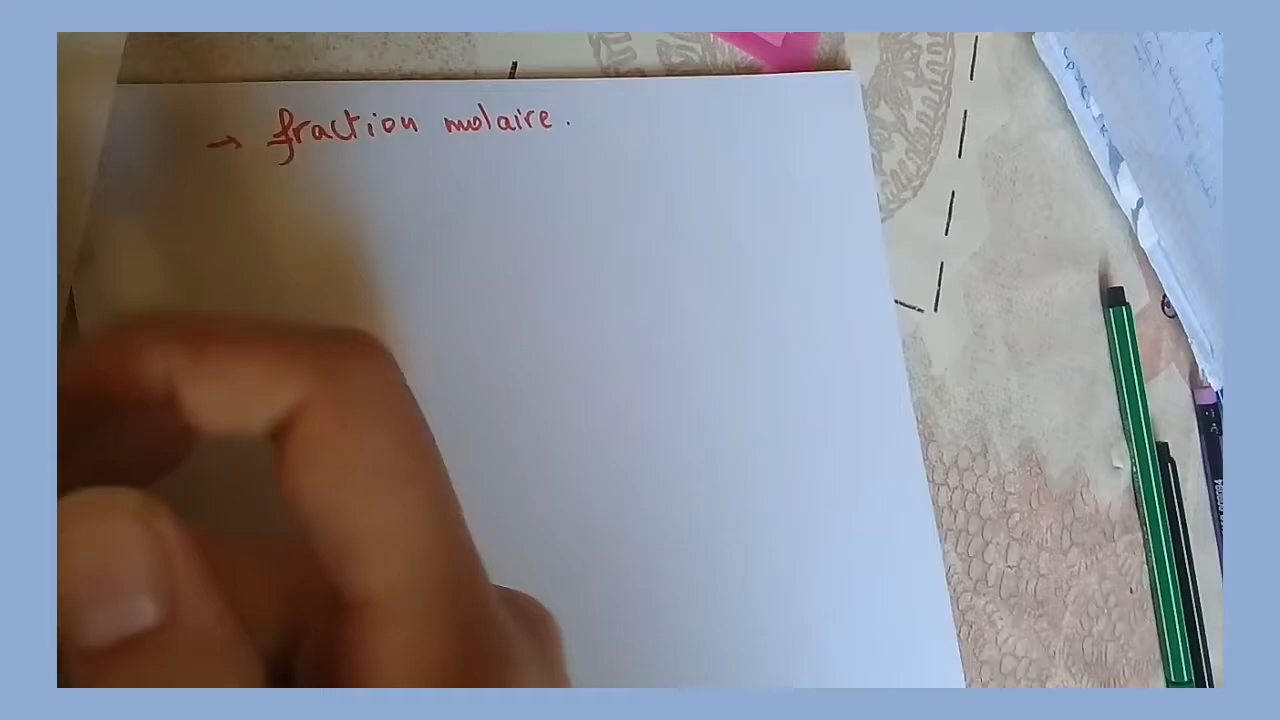 → fraction molaire.